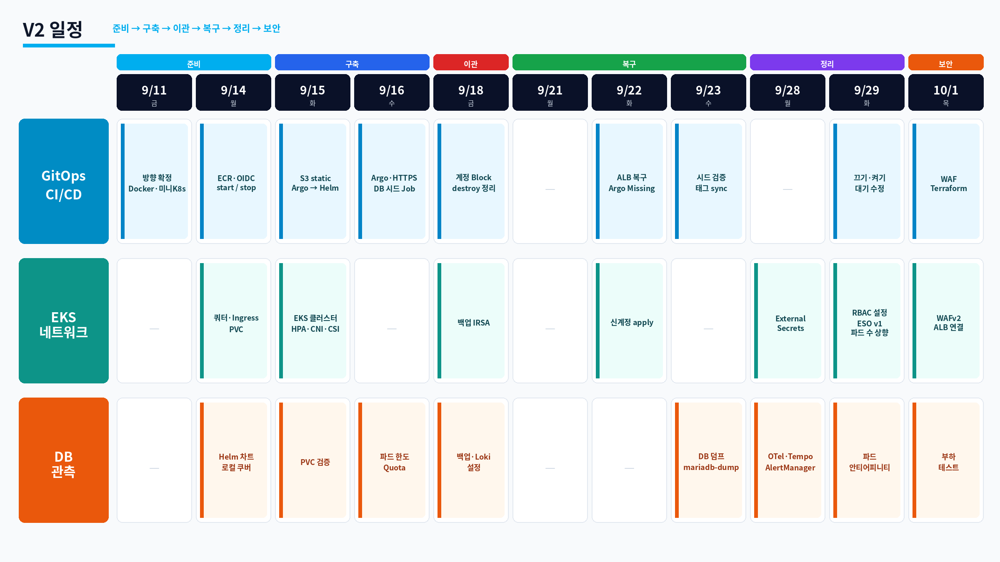 V2 일정
준비 → 구축 → 이관 → 복구 → 정리 → 보안
준비
구축
이관
복구
정리
보안
9/11
금
9/14
월
9/15
화
9/16
수
9/18
금
9/21
월
9/22
화
9/23
수
9/28
월
9/29
화
10/1
목
GitOps
CI/CD
방향 확정
Docker·미니K8s
ECR·OIDC
start / stop
S3 static
Argo → Helm
Argo·HTTPS
DB 시드 Job
계정 Block
destroy 정리
—
ALB 복구
Argo Missing
시드 검증
태그 sync
—
끄기·켜기
대기 수정
WAF
Terraform
EKS
네트워크
—
쿼터·Ingress
PVC
EKS 클러스터
HPA·CNI·CSI
—
백업 IRSA
—
신계정 apply
—
External
Secrets
RBAC 설정
ESO v1
파드 수 상향
WAFv2
ALB 연결
DB
관측
—
Helm 차트
로컬 쿠버
PVC 검증
파드 한도
Quota
백업·Loki
설정
—
—
DB 덤프
mariadb-dump
OTel·Tempo
AlertManager
파드
안티어피니티
부하
테스트